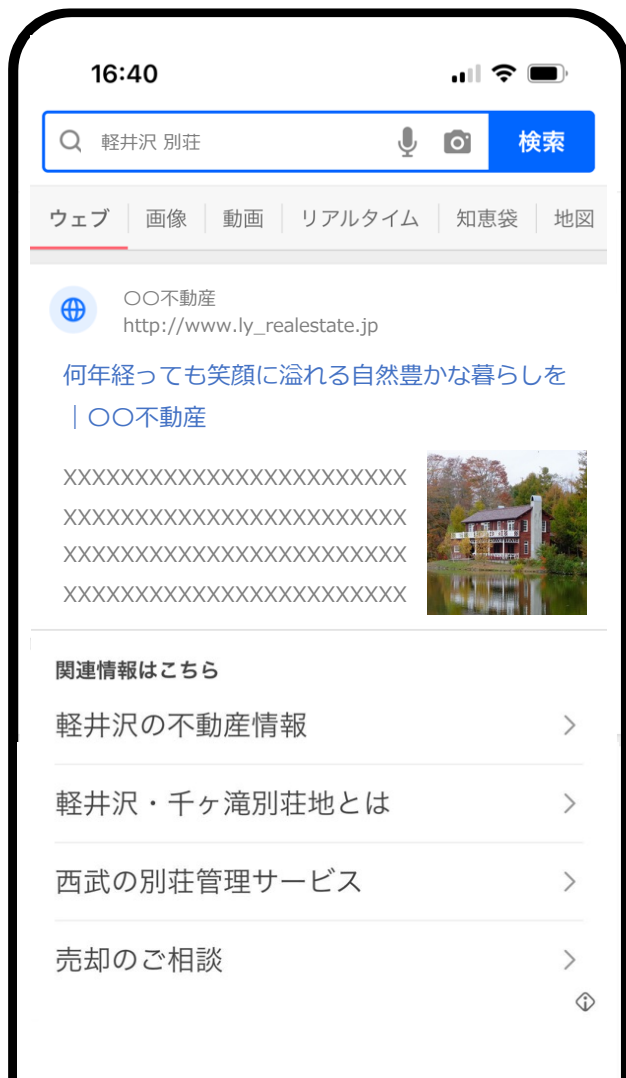 16:40
軽井沢 別荘
検索
ウェブ 画像 動画 リアルタイム 知恵袋 地図
〇〇不動産
http://www.ly_realestate.jp
何年経っても笑顔に溢れる自然豊かな暮らしを
｜〇〇不動産
XXXXXXXXXXXXXXXXXXXXXXXX
XXXXXXXXXXXXXXXXXXXXXXXX
XXXXXXXXXXXXXXXXXXXXXXXX
XXXXXXXXXXXXXXXXXXXXXXXX
関連情報はこちら
軽井沢の不動産情報
軽井沢・千ヶ滝別荘地とは
西武の別荘管理サービス
売却のご相談